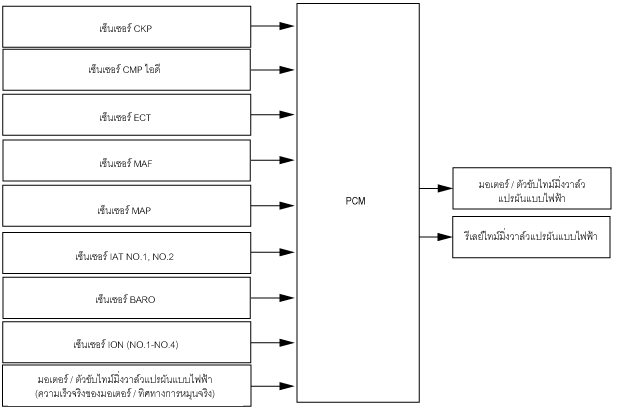 เซ็นเซอร์ CKP
เซ็นเซอร์ CMP ไอดี
เซ็นเซอร์ ECT
เซ็นเซอร์ MAF
เซ็นเซอร์ MAP
เซ็นเซอร์ IAT NO.1, NO.2
เซ็นเซอร์ BARO
เซ็นเซอร์ ION (NO.1-NO.4)
มอเตอร์ / ตัวขับไทม์มิ่งวาล์วแปรผันแบบไฟฟ้า
(ความเร็วจริงของมอเตอร์ / ทิศทางการหมุนจริง)
PCM
มอเตอร์ / ตัวขับไทม์มิ่งวาล์ว
แปรผันแบบไฟฟ้า
รีเลย์ไทม์มิ่งวาล์วแปรผันแบบไฟฟ้า